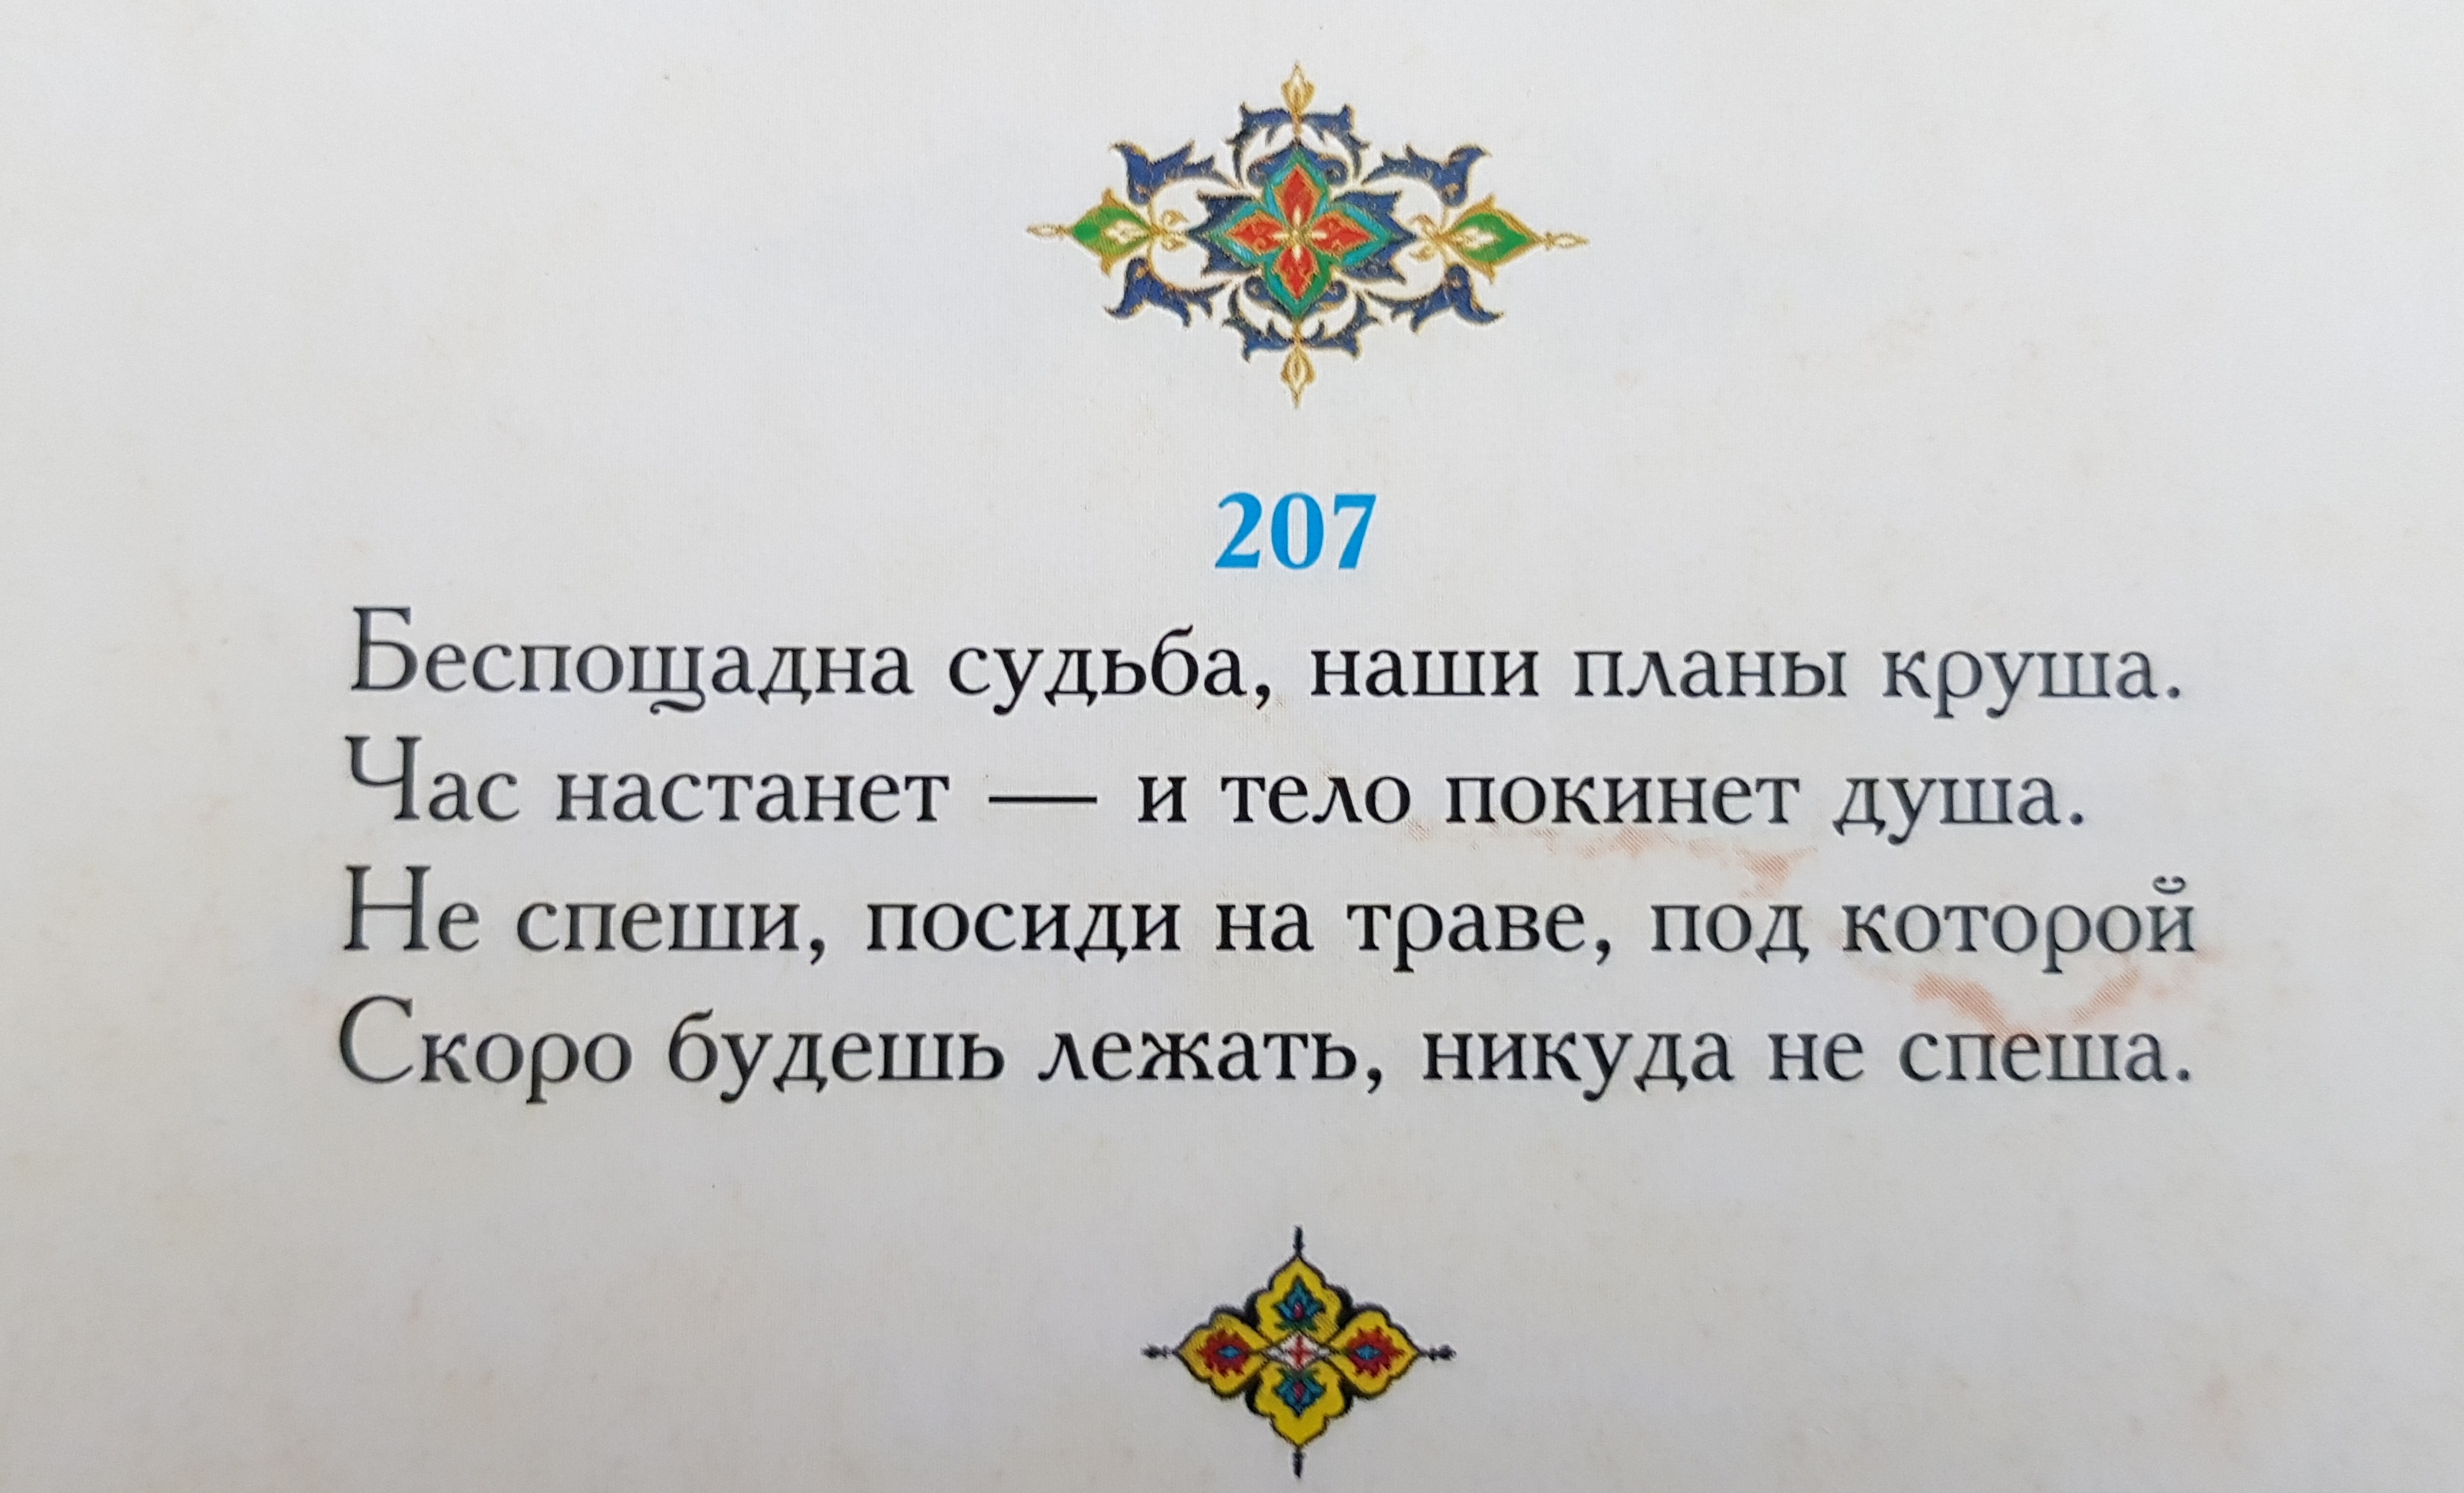 207
Беспощадна судьба, наши планы круша.
Час настанет — и тело покинет душа.
Не спеши, посиди на траве, под которой
Скоро будешь лежать, никуда не спеша.